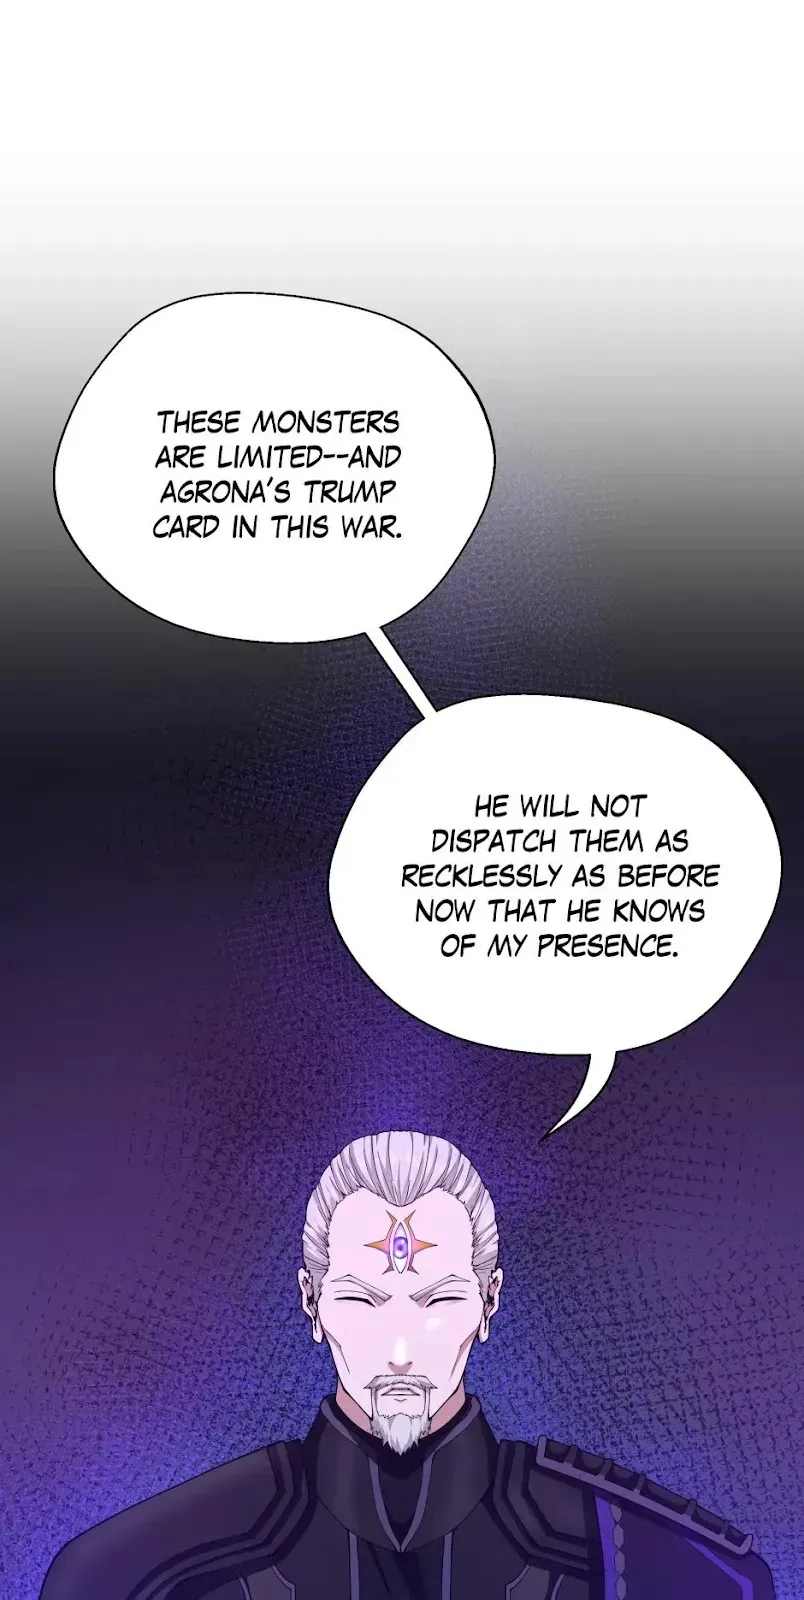 THESE MONSTERS
ARE LIMITED--AND
AGRONA'S TRUMP
CARD IN THIS WAR.
HE WILL NOT
DISPATCH THEM AS
RECKLESSLY AS BEFORE
NOW THAT HE KNOWS
OF MY PRESENCE.